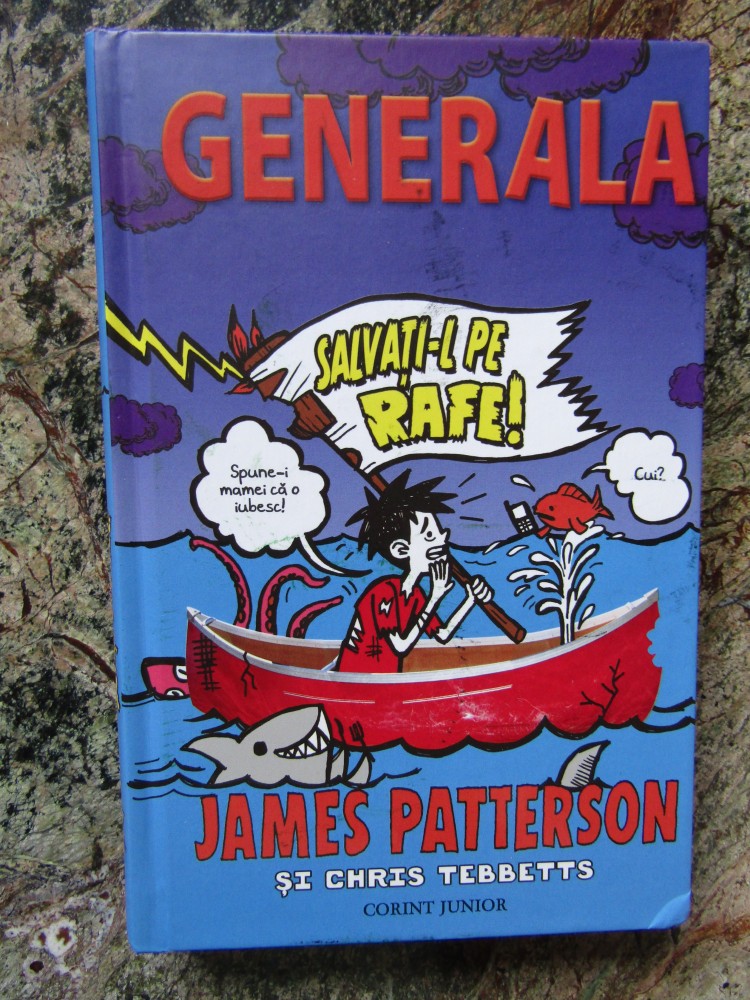 GENERALA
SALVAȚI-L PE
RAFE!
Spune-i
mamei că o
iubesc!
Cui?
JAMES PATTERSON
ȘI CHRIS TEBBETTS
CORINT JUNIOR